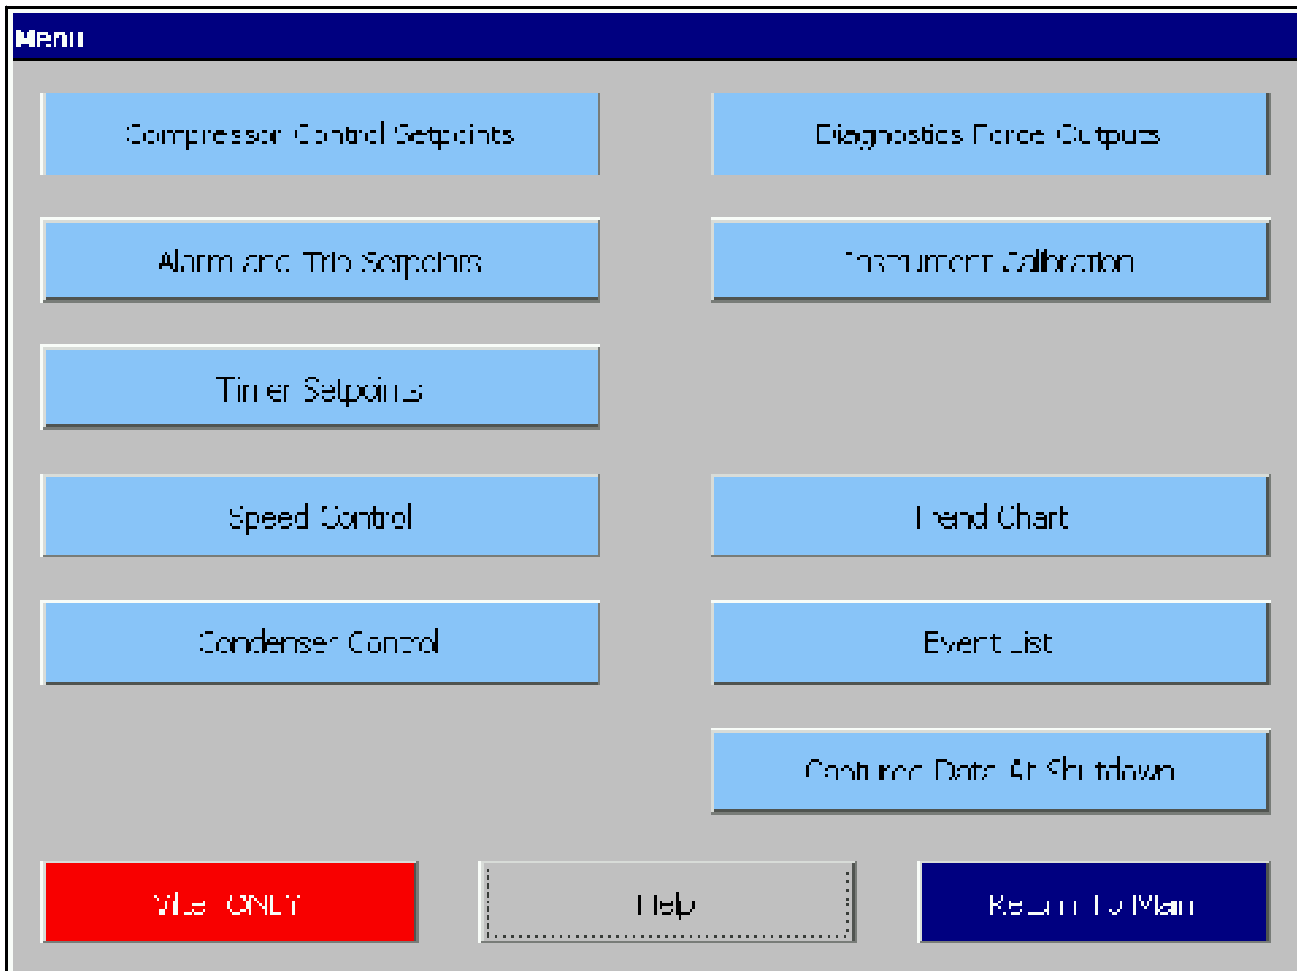 Menu
Compressor Control Setpoints
Diagnostics Force Outputs
Alarm and Trip Setpoints
Instrument Calibration
Timer Setpoints
Speed Control
Trend Chart
Condenser Control
Event List
Captured Data At Shutdown
ONLY
Help
Return To Main